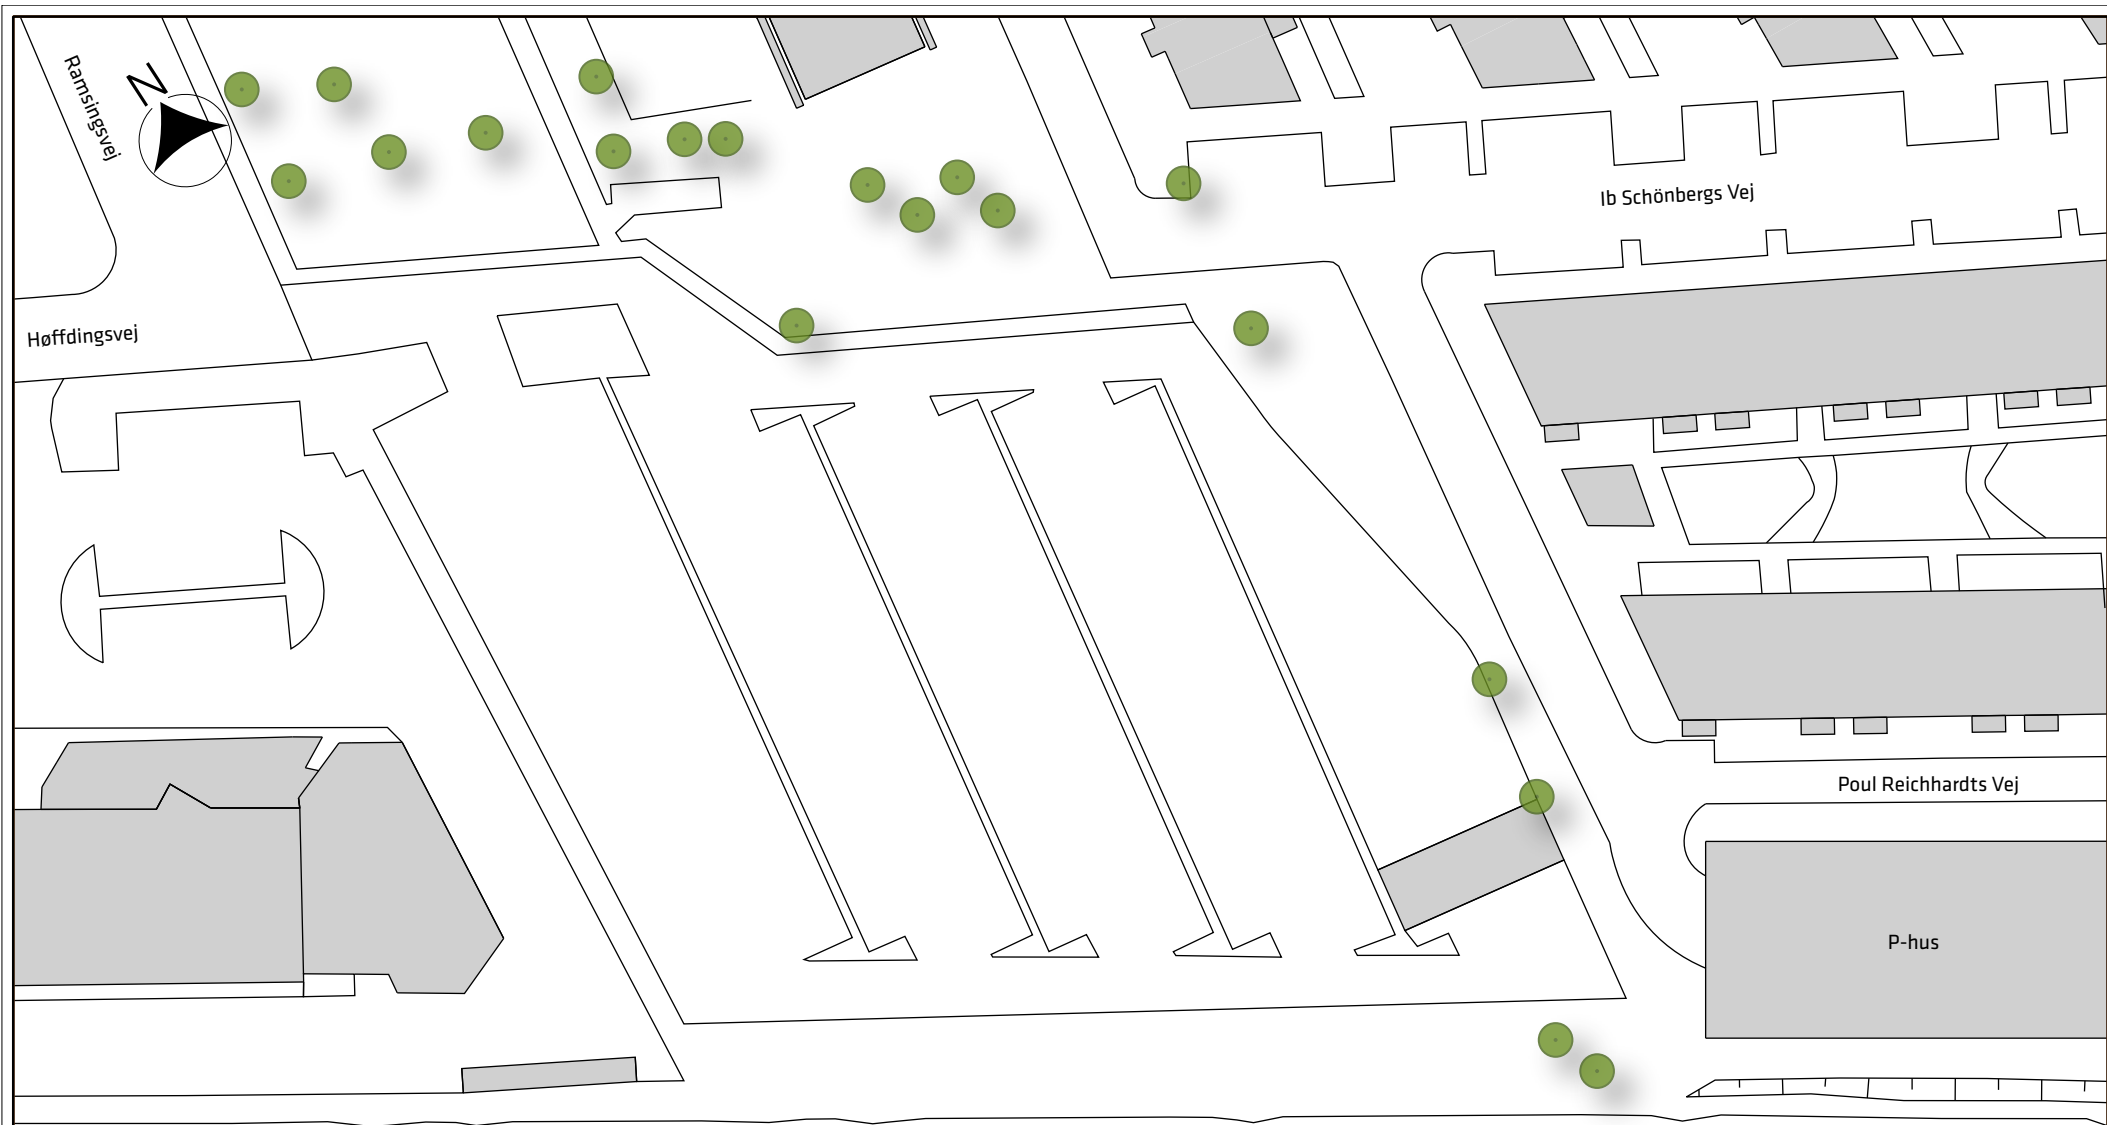 Ramsingsvej
N
Ib Schönbergs Vej
Høffdingsvej
Poul Reichhardts Vej
P-hus